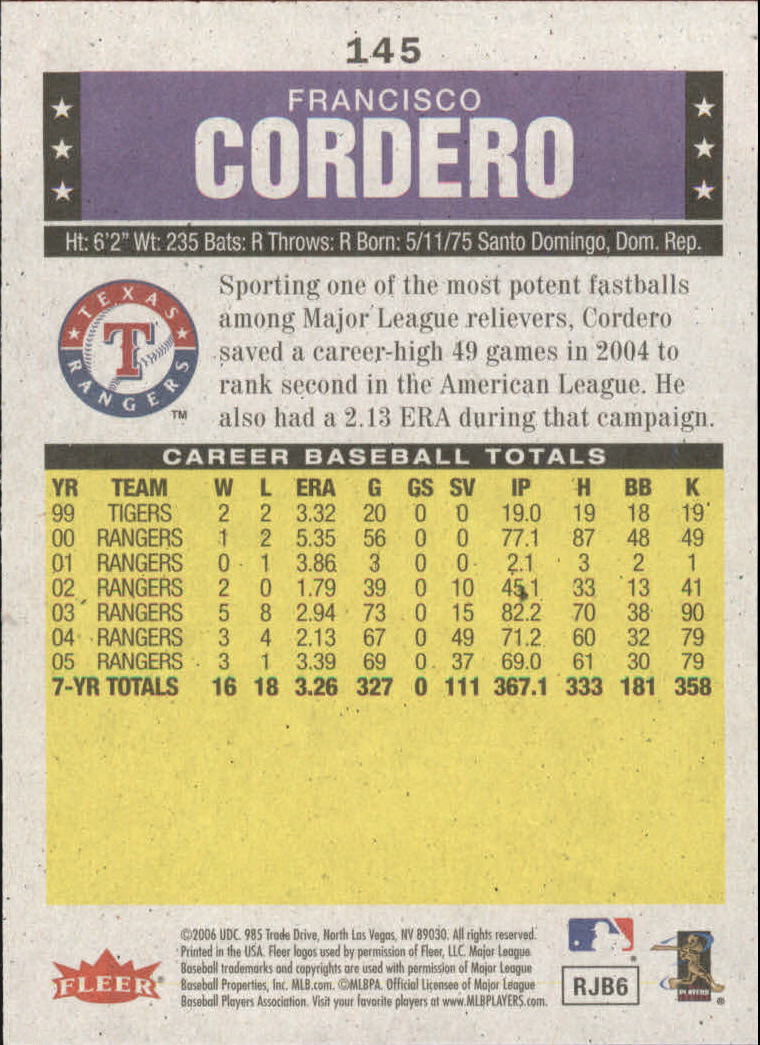 145
FRANCISCO
CORDERO
Ht: 6'2" Wt: 235 Bats: R Throws: R Born: 5/11/75 Santo Domingo, Dom. Rep.
TEXAS
T
RANGERS
TM
Sporting one of the most potent fastballs
among Major League relievers, Cordero
saved a career-high 49 games in 2004 to
rank second in the American League. He
also had a 2.13 ERA during that campaign.
CAREER BASEBALL TOTALS
YR TEAM W L ERA G GS SV IP H BB K
99 TIGERS 2 2 3.32 20 0 0 19.0 19 18 19
00 RANGERS 1 2 5.35 56 0 0 77.1 87 48 49
01 RANGERS 0 1 3.86 3 0 0 2.1 3 2 1
02 RANGERS 2 0 1.79 39 0 10 45.1 33 13 41
03 RANGERS 5 8 2.94 73 0 15 82.2 70 38 90
04 RANGERS 3 4 2.13 67 0 49 71.2 60 32 79
05 RANGERS 3 1 3.39 69 0 37 69.0 61 30 79
7-YR TOTALS 16 18 3.26 327 0 111 367.1 333 181 358
©2006 UDC. 985 Trade Drive, North Las Vegas, NV 89030. All rights reserved.
Printed in the USA. Fleer logos used by permission of Fleer, LLC. Major League
Baseball trademarks and copyrights are used with permission of Major League
Baseball Properties, Inc. MLB.com. ©MLBPA. Official Licensee of Major League
Baseball Players Association. Visit your favorite players at www.MLBPLAYERS.com.
FLEER®
®
RJB6
PLAYERS
®